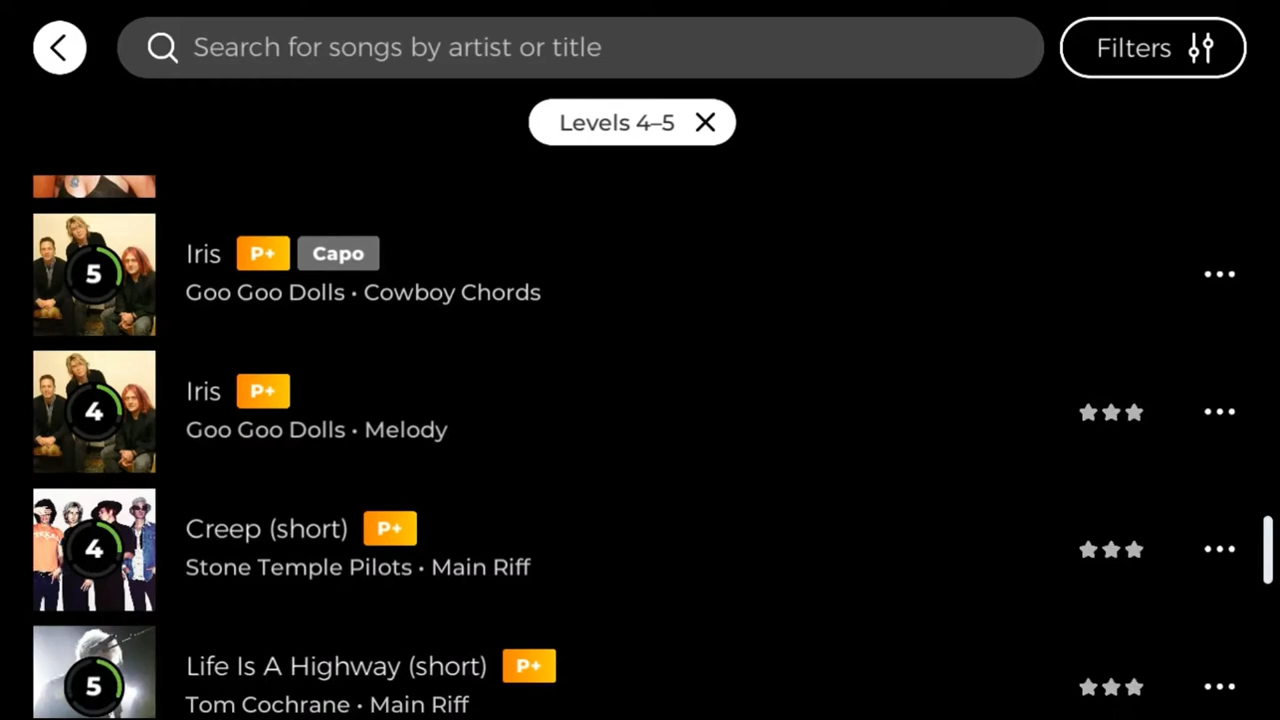 Search for songs by artist or title
Filters
Levels 4–5
5
Iris P+ Capo
Goo Goo Dolls • Cowboy Chords
4
Iris P+
Goo Goo Dolls • Melody
4
Creep (short) P+
Stone Temple Pilots • Main Riff
5
Life Is A Highway (short) P+
Tom Cochrane • Main Riff